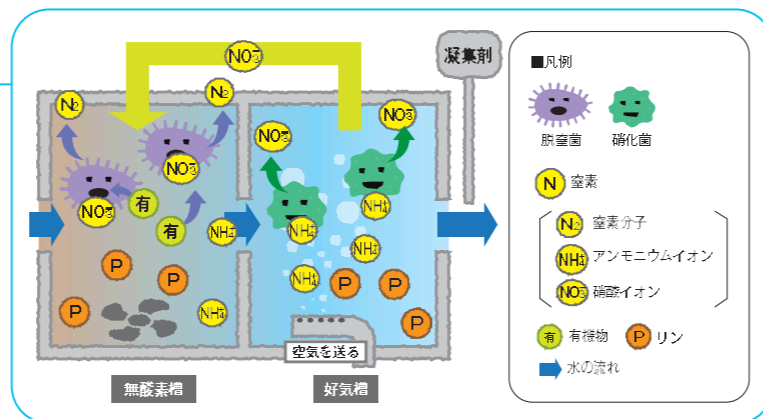 NO₃⁻
凝集剤
N₂
N₂
NO₃⁻
NO₃⁻
NO₃⁻
NO₃⁻
有
有
NH₄⁺
NH₄⁺
NH₄⁺
NH₄⁺
NH₄⁺
NH₄⁺
P
P
P
P
P
P
空気を送る
無酸素槽
好気槽
■凡例
脱窒菌
硝化菌
N 窒素
N₂ 窒素分子
NH₄⁺ アンモニウムイオン
NO₃⁻ 硝酸イオン
有 有機物 P リン
水の流れ